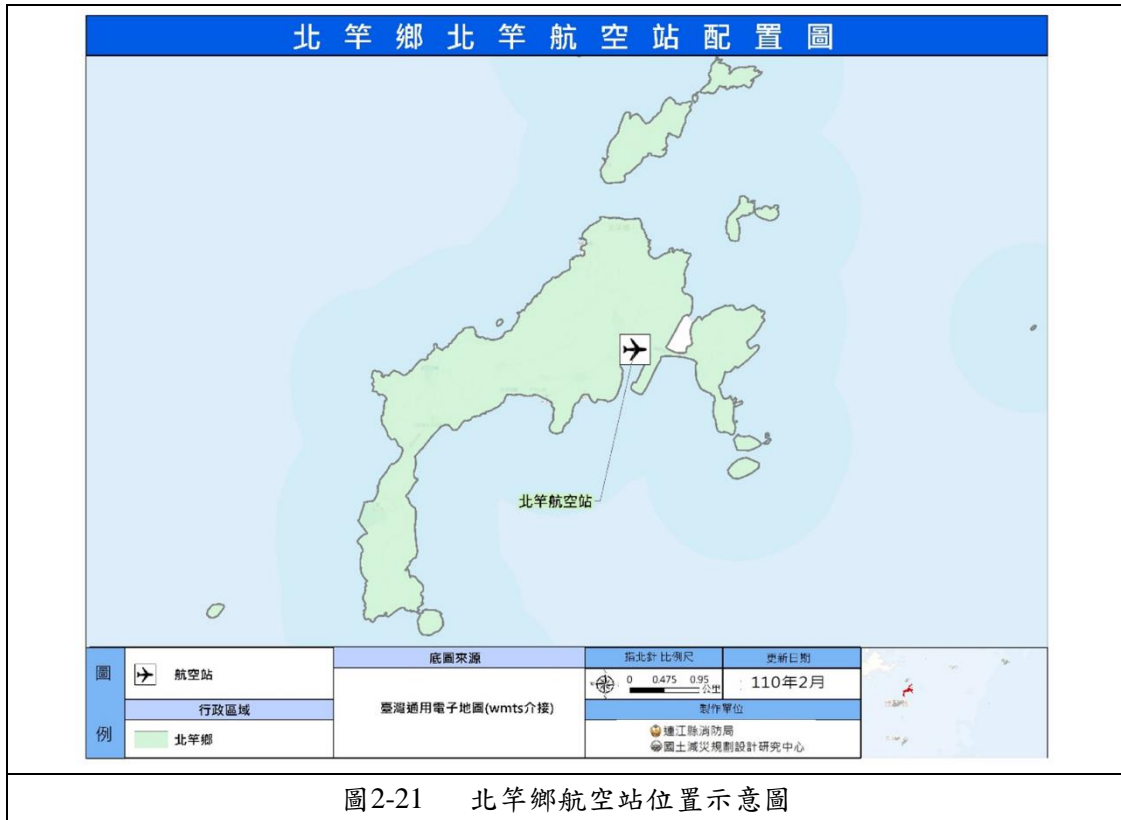 北竿鄉北竿航空站配置圖
北竿航空站
圖例
航空站
行政區域
北竿鄉
底圖來源
臺灣通用電子地圖(wmts介接)
指北針 比例尺
0 0.475 0.95
公里
更新日期
110年2月
製作單位
連江縣消防局
國土減災規劃設計研究中心
圖2-21 北竿鄉航空站位置示意圖